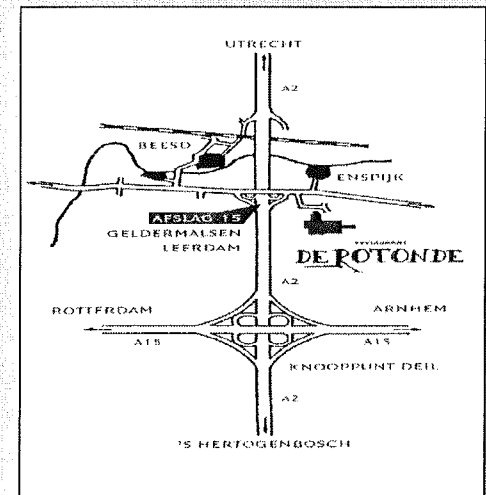 UTRECHT
A2
BEESD
ENSPIJK
AFSLAG 15
GELDERMALSEN
LEERDAM
RESTAURANT
DE ROTONDE
A2
ROTTERDAM
ARNHEM
A15
A15
KNOOPPUNT DEIL
A2
'S HERTOGENBOSCH